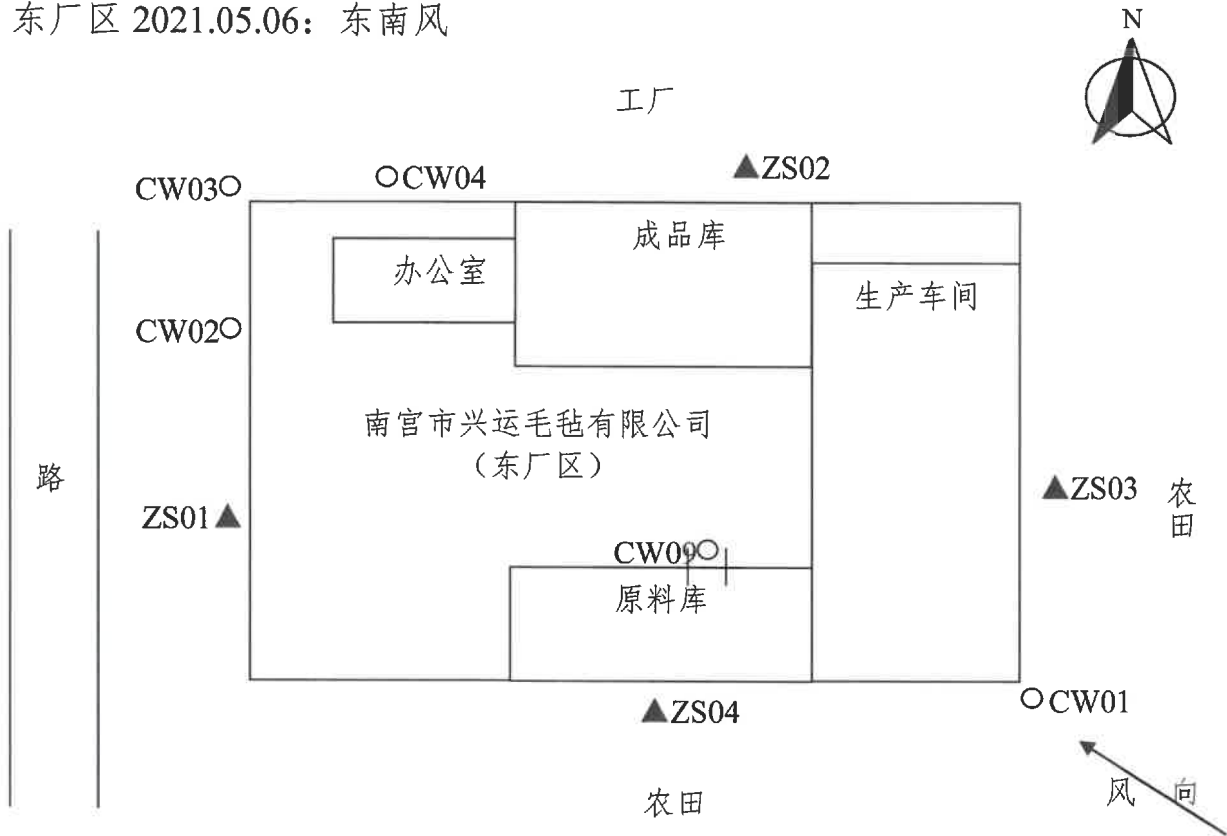 东厂区 2021.05.06：东南风
N
工厂
CW03
CW04
ZS02
成品库
办公室
生产车间
CW02
南宫市兴运毛毡有限公司
（东厂区）
路
ZS01
ZS03
农田
CW09
原料库
ZS04
CW01
风向
农田